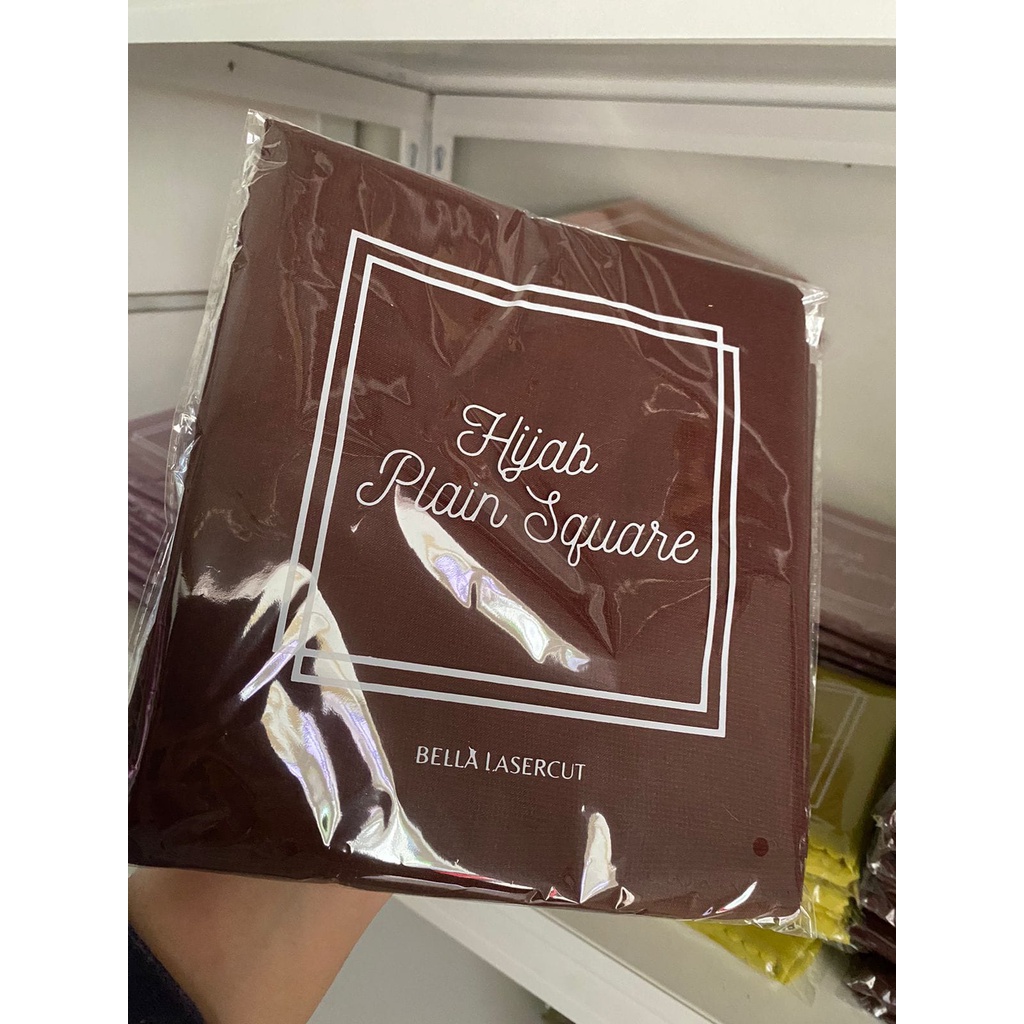 Hijab
Plain Square
BELLA LASERCUT